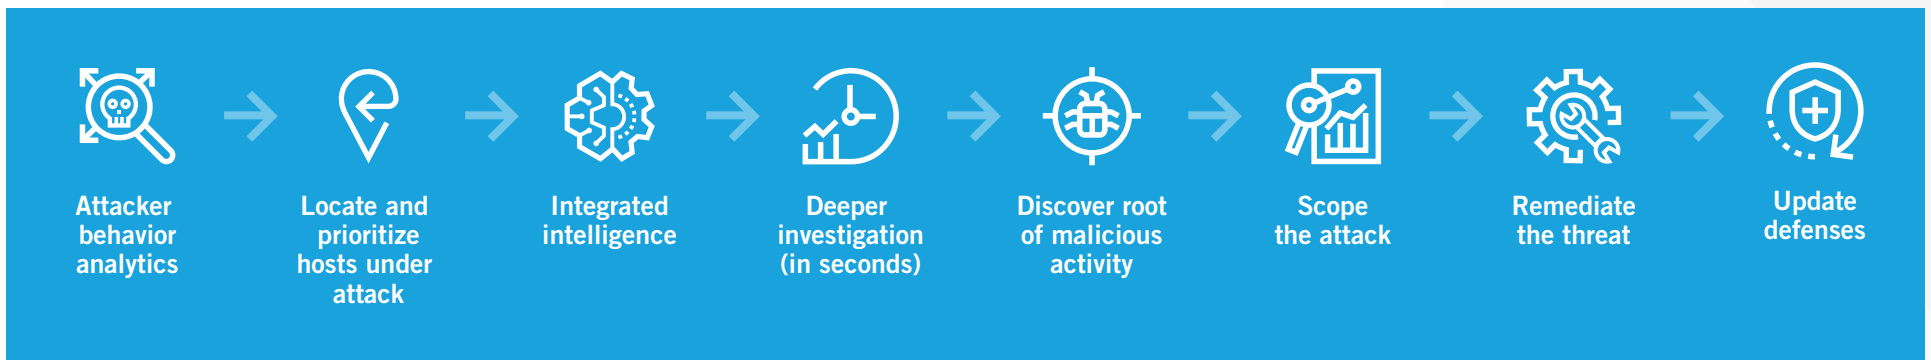 Attacker
behavior
analytics
Locate and
prioritize
hosts under
attack
Integrated
intelligence
Deeper
investigation
(in seconds)
Discover root
of malicious
activity
Scope
the attack
Remediate
the threat
Update
defenses